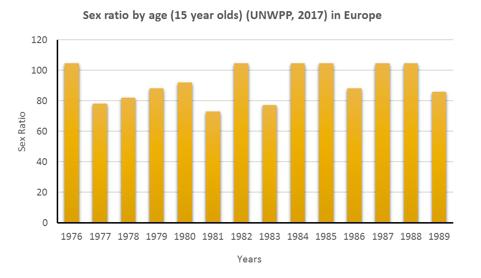 Sex ratio by age (15 year olds) (UNWPP, 2017) in Europe
120
100
80
60
40
20
0
Sex Ratio
1976 1977 1978 1979 1980 1981 1982 1983 1984 1985 1986 1987 1988 1989
Years